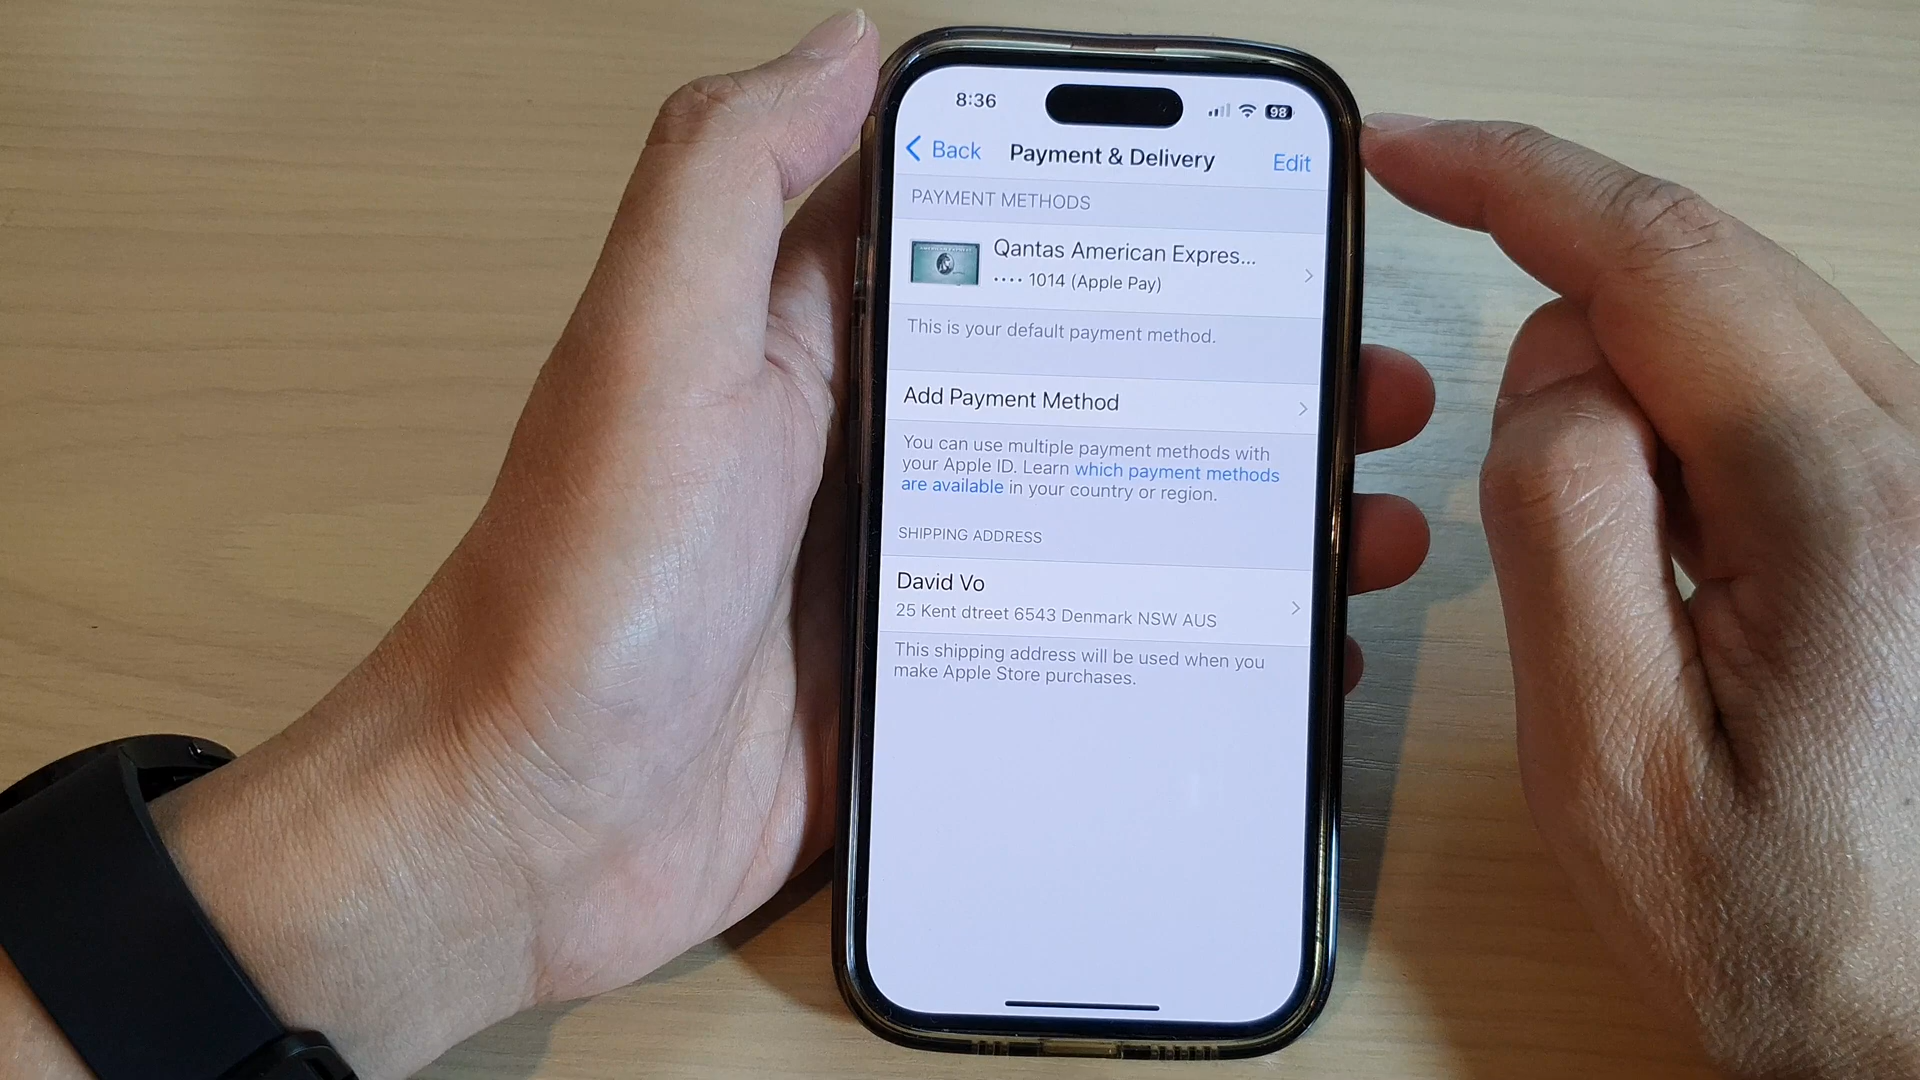 8:36
98
Back
Payment & Delivery
Edit
PAYMENT METHODS
Qantas American Expres...
•••• 1014 (Apple Pay)
This is your default payment method.
Add Payment Method
You can use multiple payment methods with
your Apple ID. Learn which payment methods
are available in your country or region.
SHIPPING ADDRESS
David Vo
25 Kent dtreet 6543 Denmark NSW AUS
This shipping address will be used when you
make Apple Store purchases.